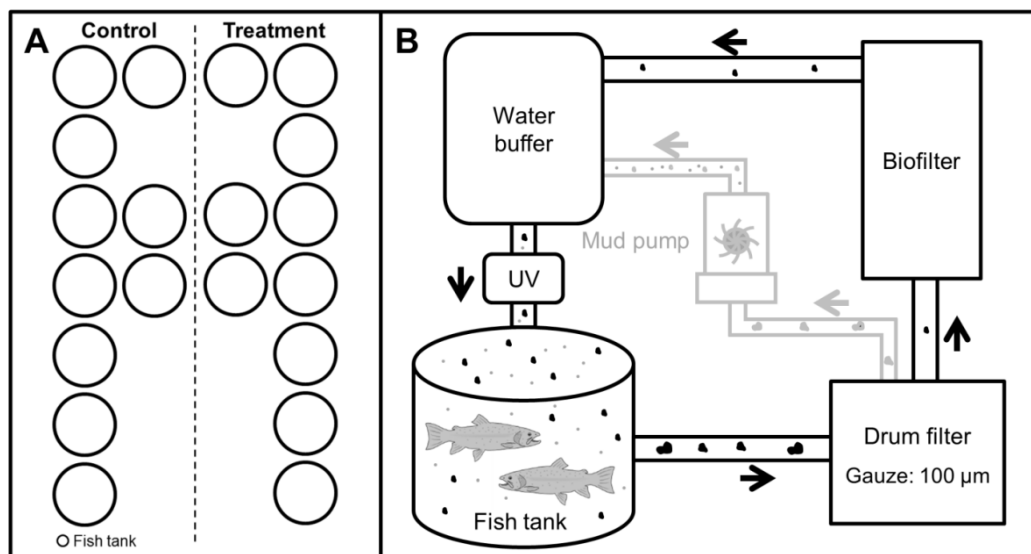 A
Control
Treatment
Fish tank
B
Water
buffer
Biofilter
Mud pump
UV
Fish tank
Drum filter
Gauze: 100 µm